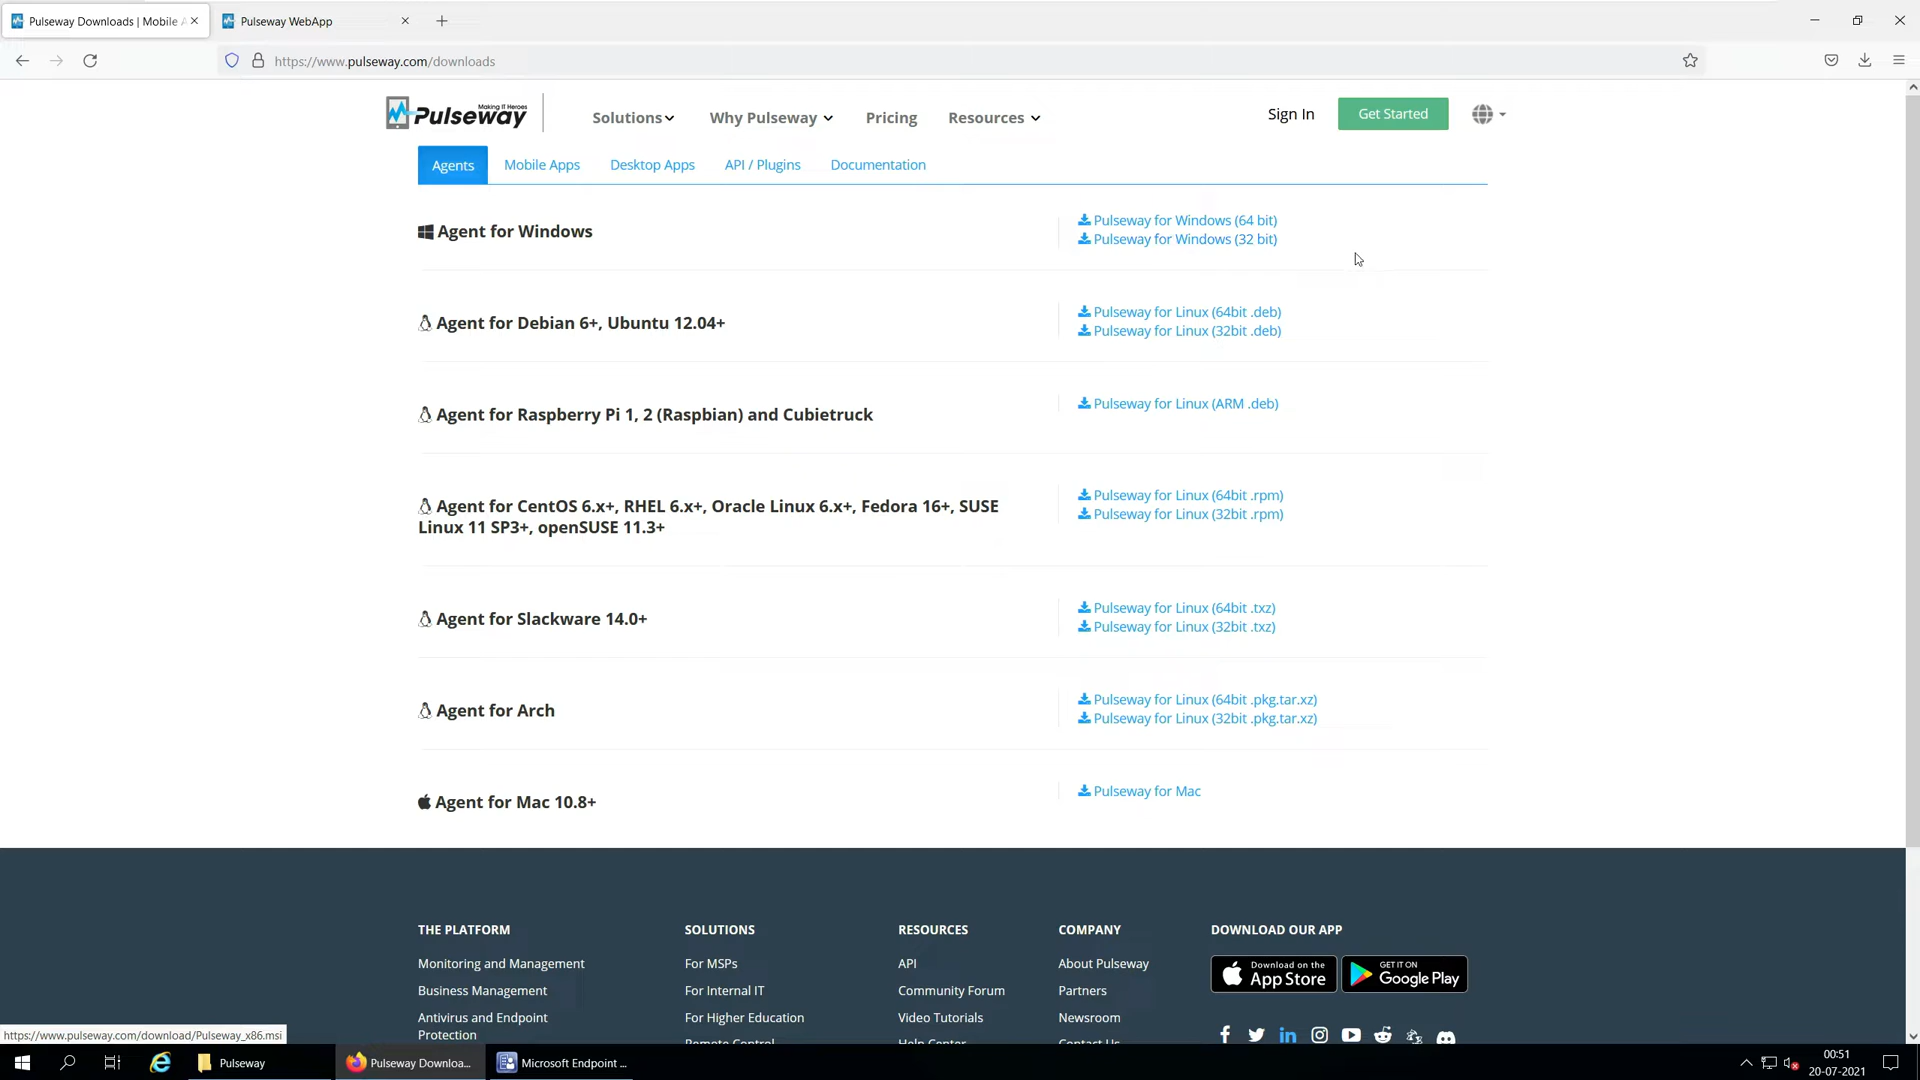 Pulseway Downloads | Mobile A
Pulseway WebApp
https://www.pulseway.com/downloads
Making IT Heroes
Pulseway
Solutions
Why Pulseway
Pricing
Resources
Sign In
Get Started
Agents
Mobile Apps
Desktop Apps
API / Plugins
Documentation
Agent for Windows
Pulseway for Windows (64 bit)
Pulseway for Windows (32 bit)
Agent for Debian 6+, Ubuntu 12.04+
Pulseway for Linux (64bit .deb)
Pulseway for Linux (32bit .deb)
Agent for Raspberry Pi 1, 2 (Raspbian) and Cubietruck
Pulseway for Linux (ARM .deb)
Agent for CentOS 6.x+, RHEL 6.x+, Oracle Linux 6.x+, Fedora 16+, SUSE
Linux 11 SP3+, openSUSE 11.3+
Pulseway for Linux (64bit .rpm)
Pulseway for Linux (32bit .rpm)
Agent for Slackware 14.0+
Pulseway for Linux (64bit .txz)
Pulseway for Linux (32bit .txz)
Agent for Arch
Pulseway for Linux (64bit .pkg.tar.xz)
Pulseway for Linux (32bit .pkg.tar.xz)
Agent for Mac 10.8+
Pulseway for Mac
THE PLATFORM
Monitoring and Management
Business Management
Antivirus and Endpoint
Protection
SOLUTIONS
For MSPs
For Internal IT
For Higher Education
Remote Control
RESOURCES
API
Community Forum
Video Tutorials
Help Center
COMPANY
About Pulseway
Partners
Newsroom
Contact Us
DOWNLOAD OUR APP
Download on the
App Store
GET IT ON
Google Play
https://www.pulseway.com/download/Pulseway_x86.msi
Pulseway
Pulseway Downloa...
Microsoft Endpoint ...
00:51
20-07-2021